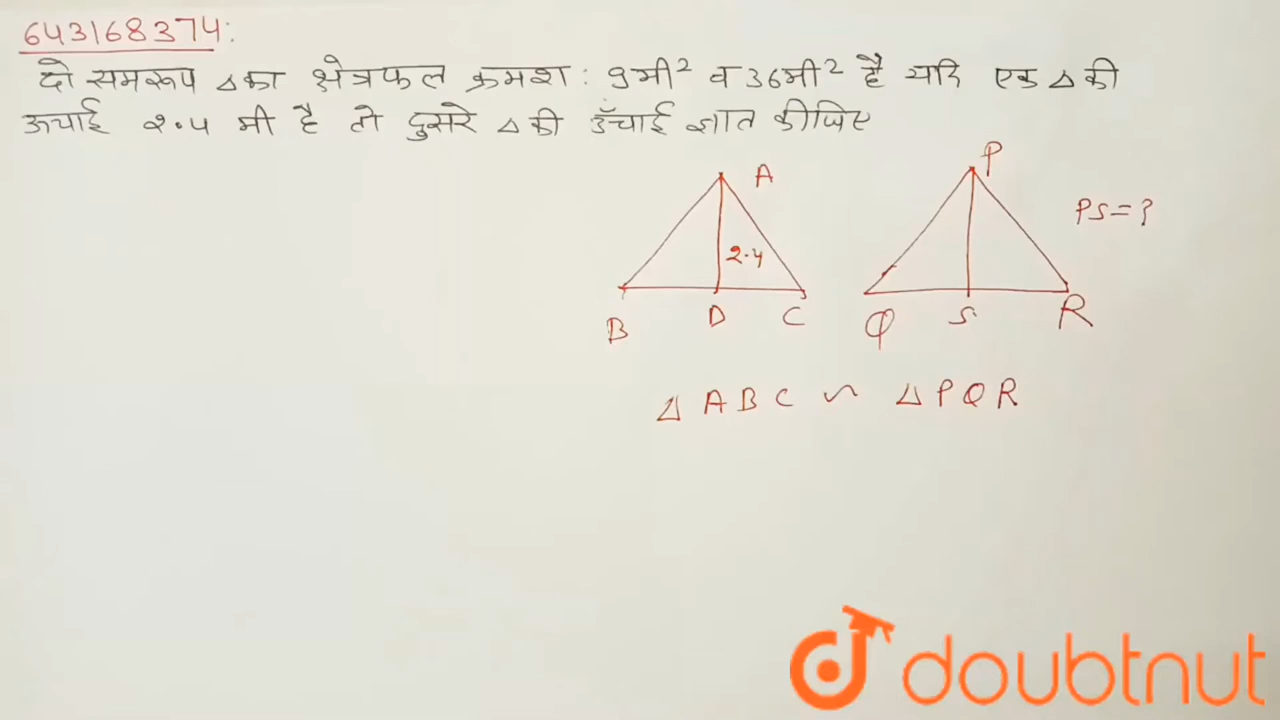 643168374:
दो समरूप △का क्षेत्रफल क्रमश: 9मी² व 36मी² है यदि एक △ की
ऊचाई 2.4 मी है तो दुसरे △ की उँचाई ज्ञात कीजिए
A
P
PS=?
2.4
B D C
Q S R
△ ABC ∽ △PQR
doubtnut